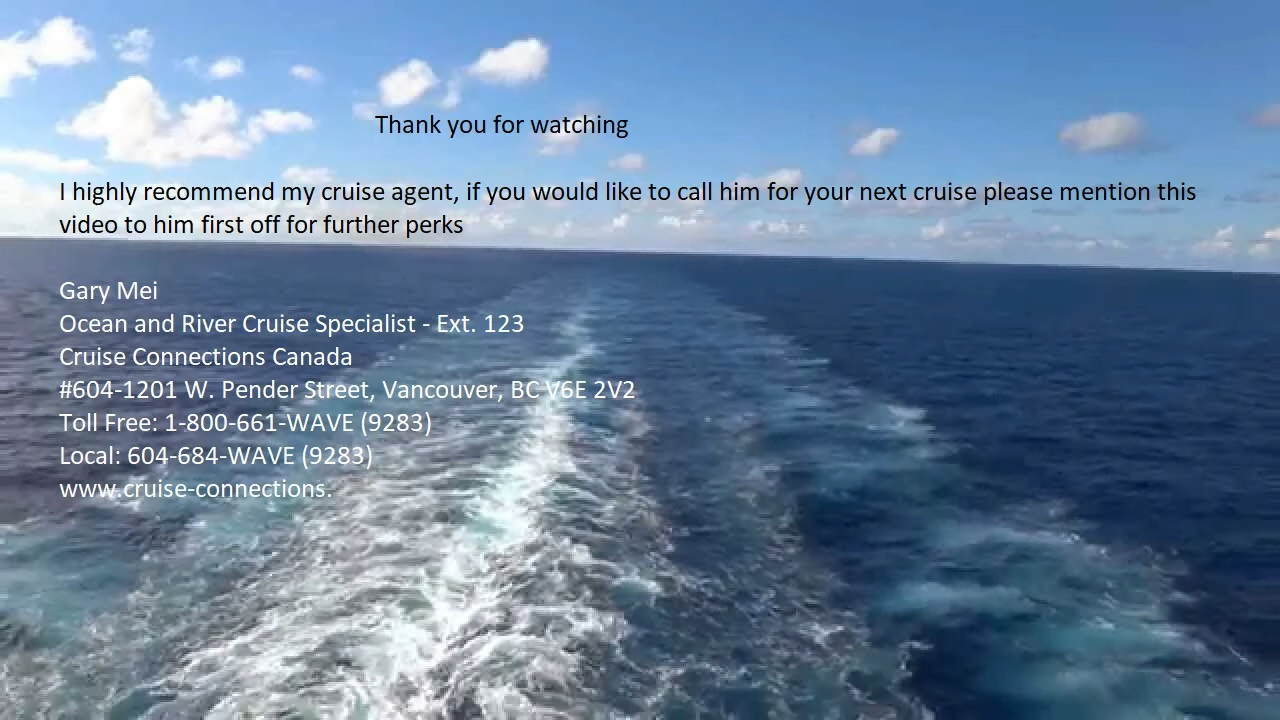 Thank you for watching
I highly recommend my cruise agent, if you would like to call him for your next cruise please mention this
video to him first off for further perks
Gary Mei
Ocean and River Cruise Specialist - Ext. 123
Cruise Connections Canada
#604-1201 W. Pender Street, Vancouver, BC V6E 2V2
Toll Free: 1-800-661-WAVE (9283)
Local: 604-684-WAVE (9283)
www.cruise-connections.